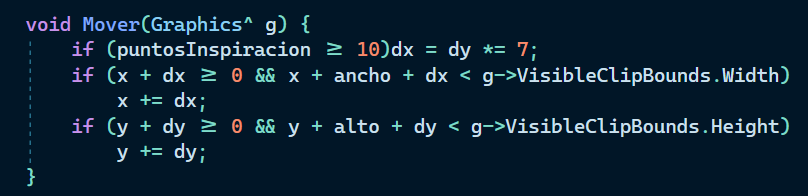 void Mover(Graphics^ g) {
if (puntosInspiracion >= 10)dx = dy *= 7;
if (x + dx >= 0 && x + ancho + dx < g->VisibleClipBounds.Width)
x += dx;
if (y + dy >= 0 && y + alto + dy < g->VisibleClipBounds.Height)
y += dy;
}